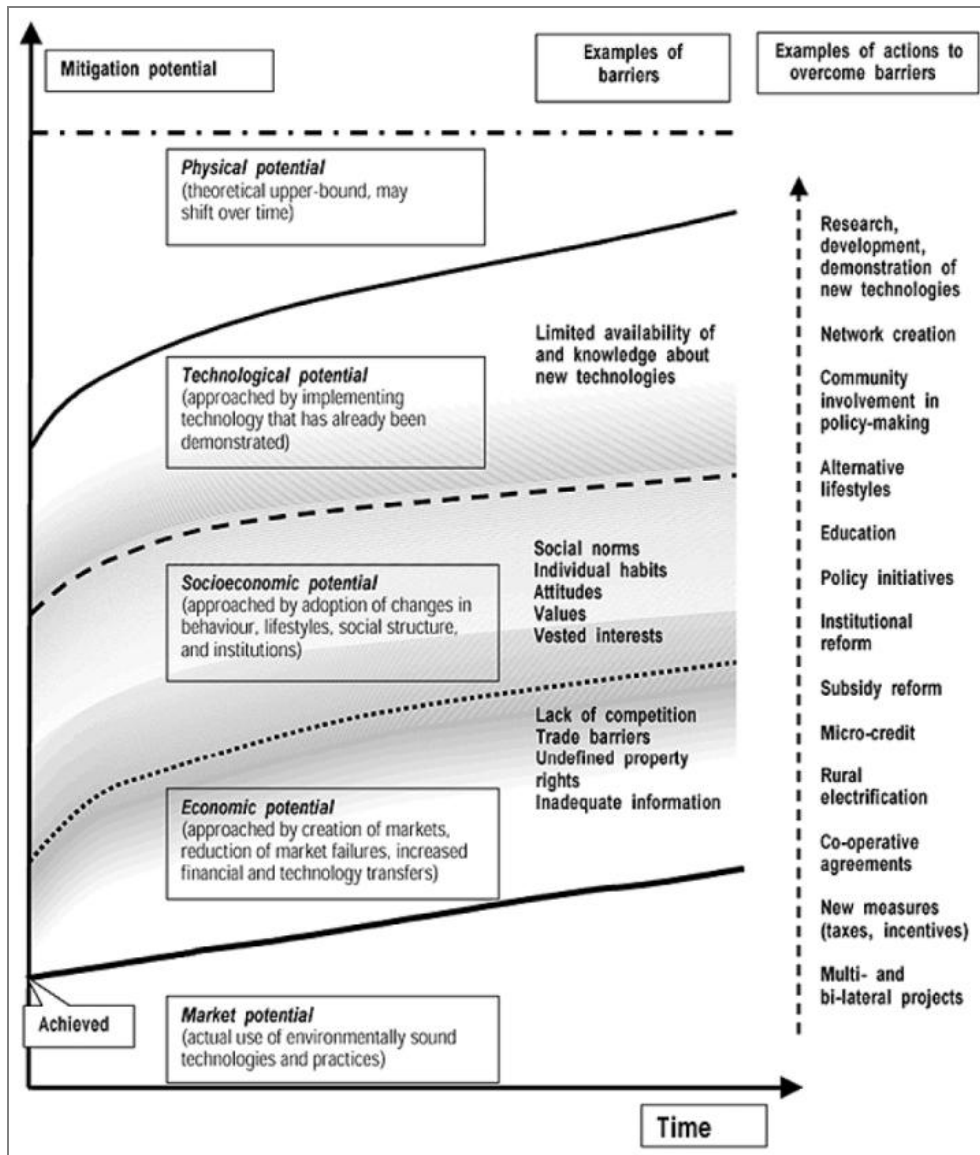 Mitigation potential
Examples of
barriers
Examples of actions to
overcome barriers
Physical potential
(theoretical upper-bound, may
shift over time)
Technological potential
(approached by implementing
technology that has already been
demonstrated)
Socioeconomic potential
(approached by adoption of changes in
behaviour, lifestyles, social structure,
and institutions)
Economic potential
(approached by creation of markets,
reduction of market failures, increased
financial and technology transfers)
Market potential
(actual use of environmentally sound
technologies and practices)
Achieved
Limited availability of
and knowledge about
new technologies
Social norms
Individual habits
Attitudes
Values
Vested interests
Lack of competition
Trade barriers
Undefined property
rights
Inadequate information
Research,
development,
demonstration of
new technologies
Network creation
Community
involvement in
policy-making
Alternative
lifestyles
Education
Policy initiatives
Institutional
reform
Subsidy reform
Micro-credit
Rural
electrification
Co-operative
agreements
New measures
(taxes, incentives)
Multi- and
bi-lateral projects
Time